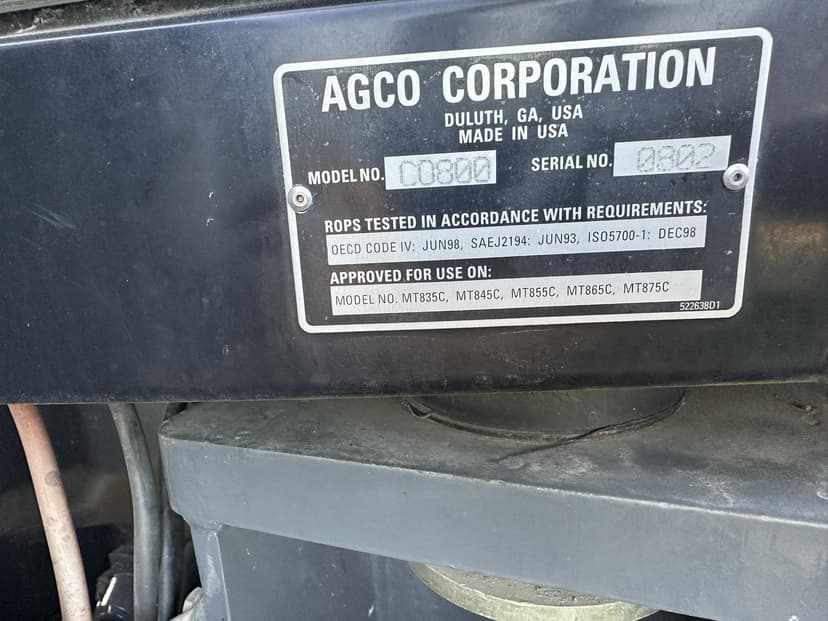 AGCO CORPORATION
DULUTH, GA, USA
MADE IN USA
MODEL NO. CO800 SERIAL NO. 0802
ROPS TESTED IN ACCORDANCE WITH REQUIREMENTS:
OECD CODE IV: JUN98, SAEJ2194: JUN93, ISO5700-1: DEC98
APPROVED FOR USE ON:
MODEL NO. MT835C, MT845C, MT855C, MT865C, MT875C
522638D1